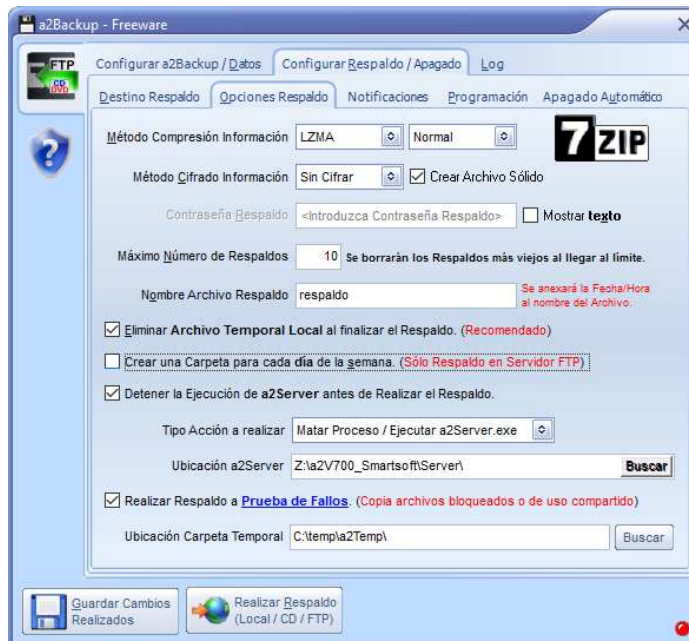 a2Backup - Freeware
FTP
CD
DVD
Configurar a2Backup / Datos
Configurar Respaldo / Apagado
Log
Destino Respaldo
Opciones Respaldo
Notificaciones
Programación
Apagado Automático
Método Compresión Información
LZMA
Normal
7ZIP
Método Cifrado Información
Sin Cifrar
Crear Archivo Sólido
Contraseña Respaldo
<Introduzca Contraseña Respaldo>
Mostrar texto
Máximo Número de Respaldos
10
Se borrarán los Respaldos más viejos al llegar al límite.
Nombre Archivo Respaldo
respaldo
Se anexará la Fecha/Hora
al nombre del Archivo.
Eliminar Archivo Temporal Local al finalizar el Respaldo. (Recomendado)
Crear una Carpeta para cada día de la semana. (Sólo Respaldo en Servidor FTP)
Detener la Ejecución de a2Server antes de Realizar el Respaldo.
Tipo Acción a realizar
Matar Proceso / Ejecutar a2Server.exe
Ubicación a2Server
Z:\a2V700_Smartsoft\Server\
Buscar
Realizar Respaldo a Prueba de Fallos. (Copia archivos bloqueados o de uso compartido)
Ubicación Carpeta Temporal
C:\temp\a2Temp\
Buscar
Guardar Cambios
Realizados
Realizar Respaldo
(Local / CD / FTP)